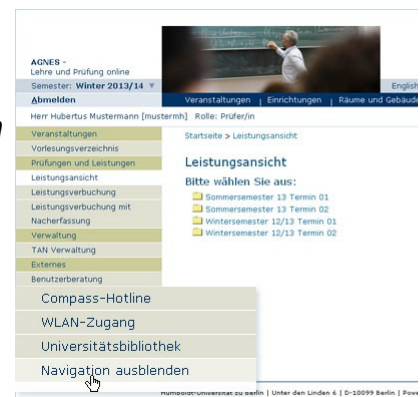 AGNES -
Lehre und Prüfung online
Semester: Winter 2013/14
English
Abmelden
Veranstaltungen | Einrichtungen | Räume und Gebäude
Herr Hubertus Mustermann [mustermh] Rolle: Prüfer/in
Veranstaltungen
Vorlesungsverzeichnis
Prüfungen und Leistungen
Leistungsansicht
Leistungsverbuchung
Leistungsverbuchung mit
Nacherfassung
Verwaltung
TAN Verwaltung
Externes
Benutzerberatung
Compass-Hotline
WLAN-Zugang
Universitätsbibliothek
Navigation ausblenden
Startseite > Leistungsansicht
Leistungsansicht
Bitte wählen Sie aus:
Sommersemester 13 Termin 01
Sommersemester 13 Termin 02
Wintersemester 12/13 Termin 01
Wintersemester 12/13 Termin 02
Humboldt-Universität zu Berlin | Unter den Linden 6 | D-10099 Berlin | Powe